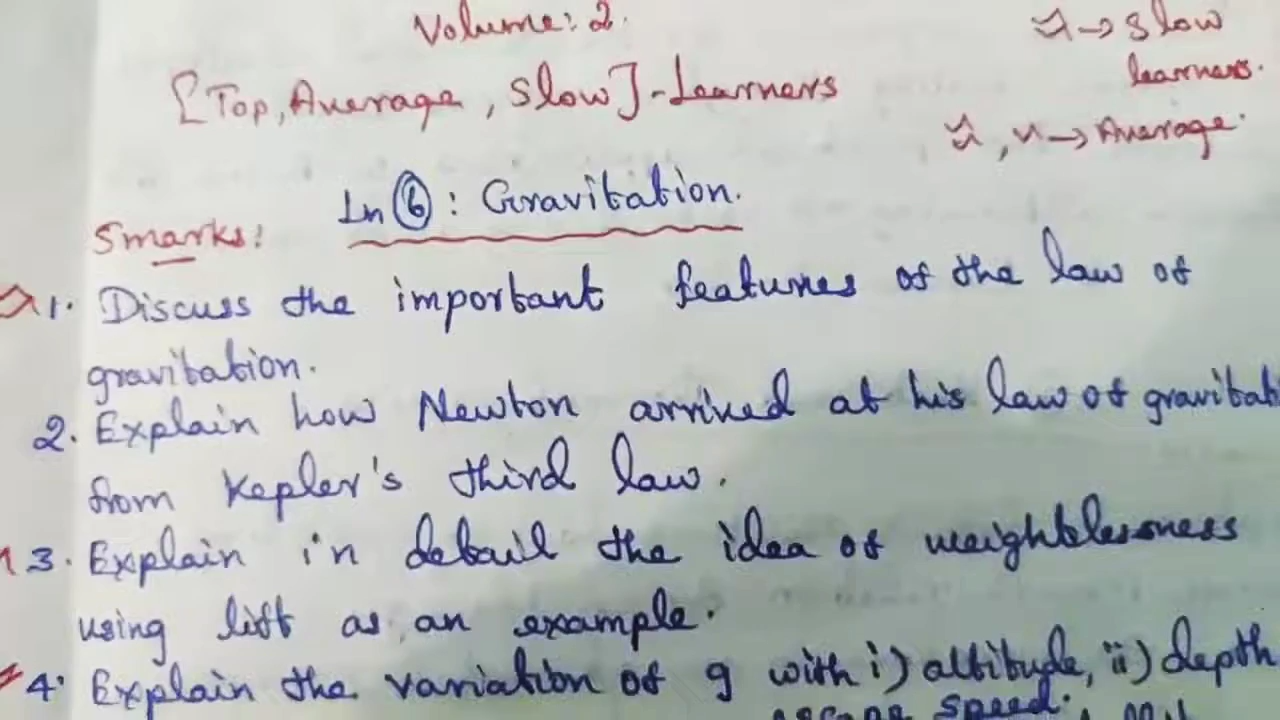 Volume: 2.
[Top, Average, Slow] - Learners
→ Slow
learners.
, → Average.
Ln ⑥ : Gravitation.
5marks:
1. Discuss the important features of the law of
gravitation.
2. Explain how Newton arrived at his law of gravitat
from Kepler's third law.
3. Explain in detail the idea of weightlessness
using lift as an example.
4. Explain the variation of g with i) altitude, ii) depth
escape speed.